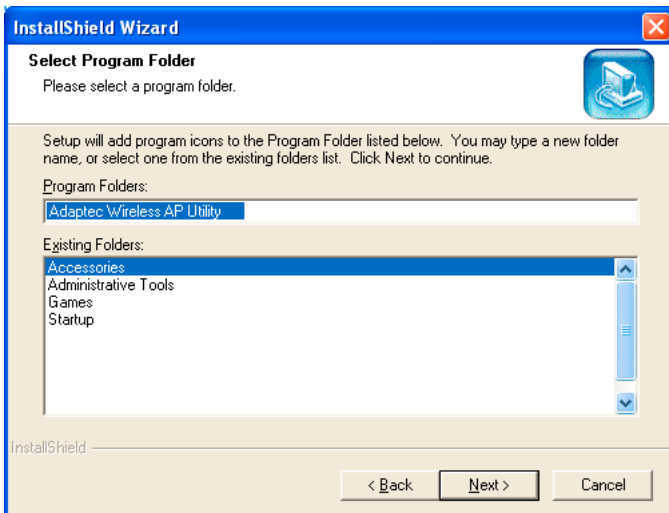 InstallShield Wizard
Select Program Folder
Please select a program folder.
Setup will add program icons to the Program Folder listed below.  You may type a new folder
name, or select one from the existing folders list.  Click Next to continue.
Program Folders:
Adaptec Wireless AP Utility
Existing Folders:
Accessories
Administrative Tools
Games
Startup
InstallShield
< Back
Next >
Cancel